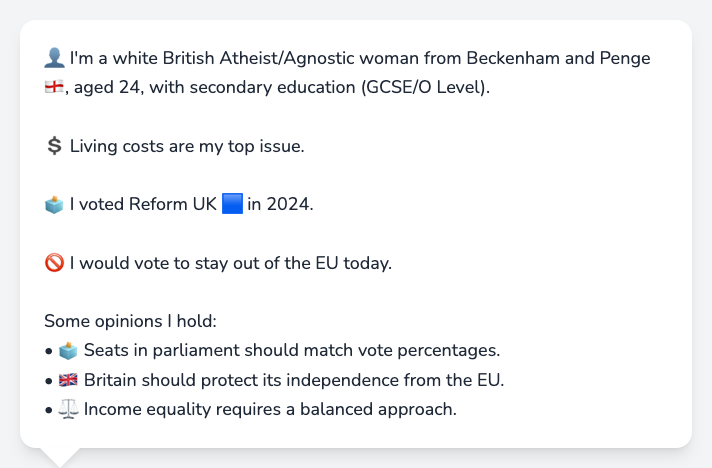 👤 I'm a white British Atheist/Agnostic woman from Beckenham and Penge
🏴󠁧󠁢󠁥󠁮󠁧󠁿, aged 24, with secondary education (GCSE/O Level).
💲 Living costs are my top issue.
🗳️ I voted Reform UK 🟦 in 2024.
🚫 I would vote to stay out of the EU today.
Some opinions I hold:
• 🗳️ Seats in parliament should match vote percentages.
• 🇬🇧 Britain should protect its independence from the EU.
• ⚖️ Income equality requires a balanced approach.